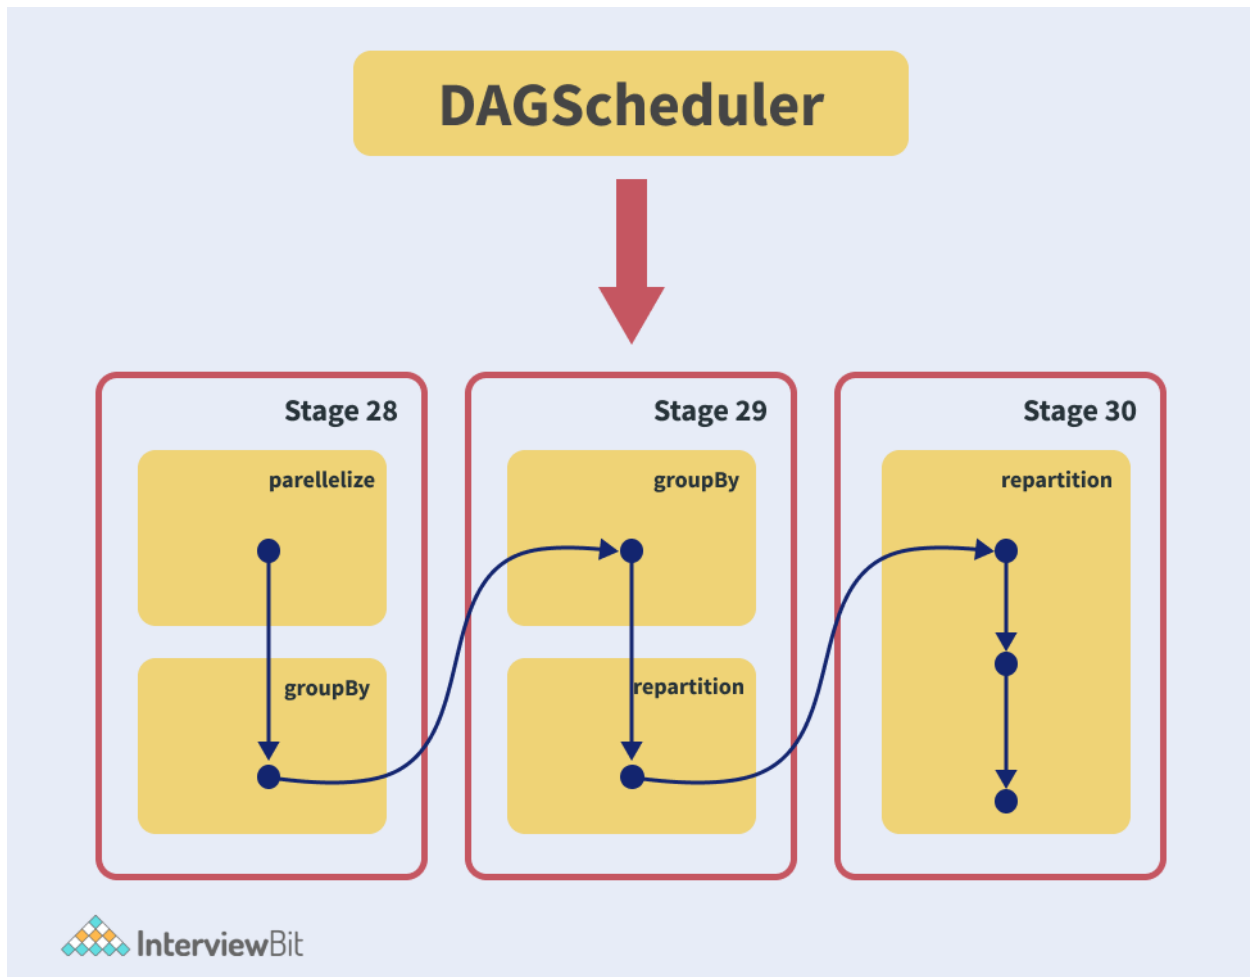 DAGScheduler
Stage 28
Stage 29
Stage 30
parellelize
groupBy
repartition
groupBy
repartition
InterviewBit